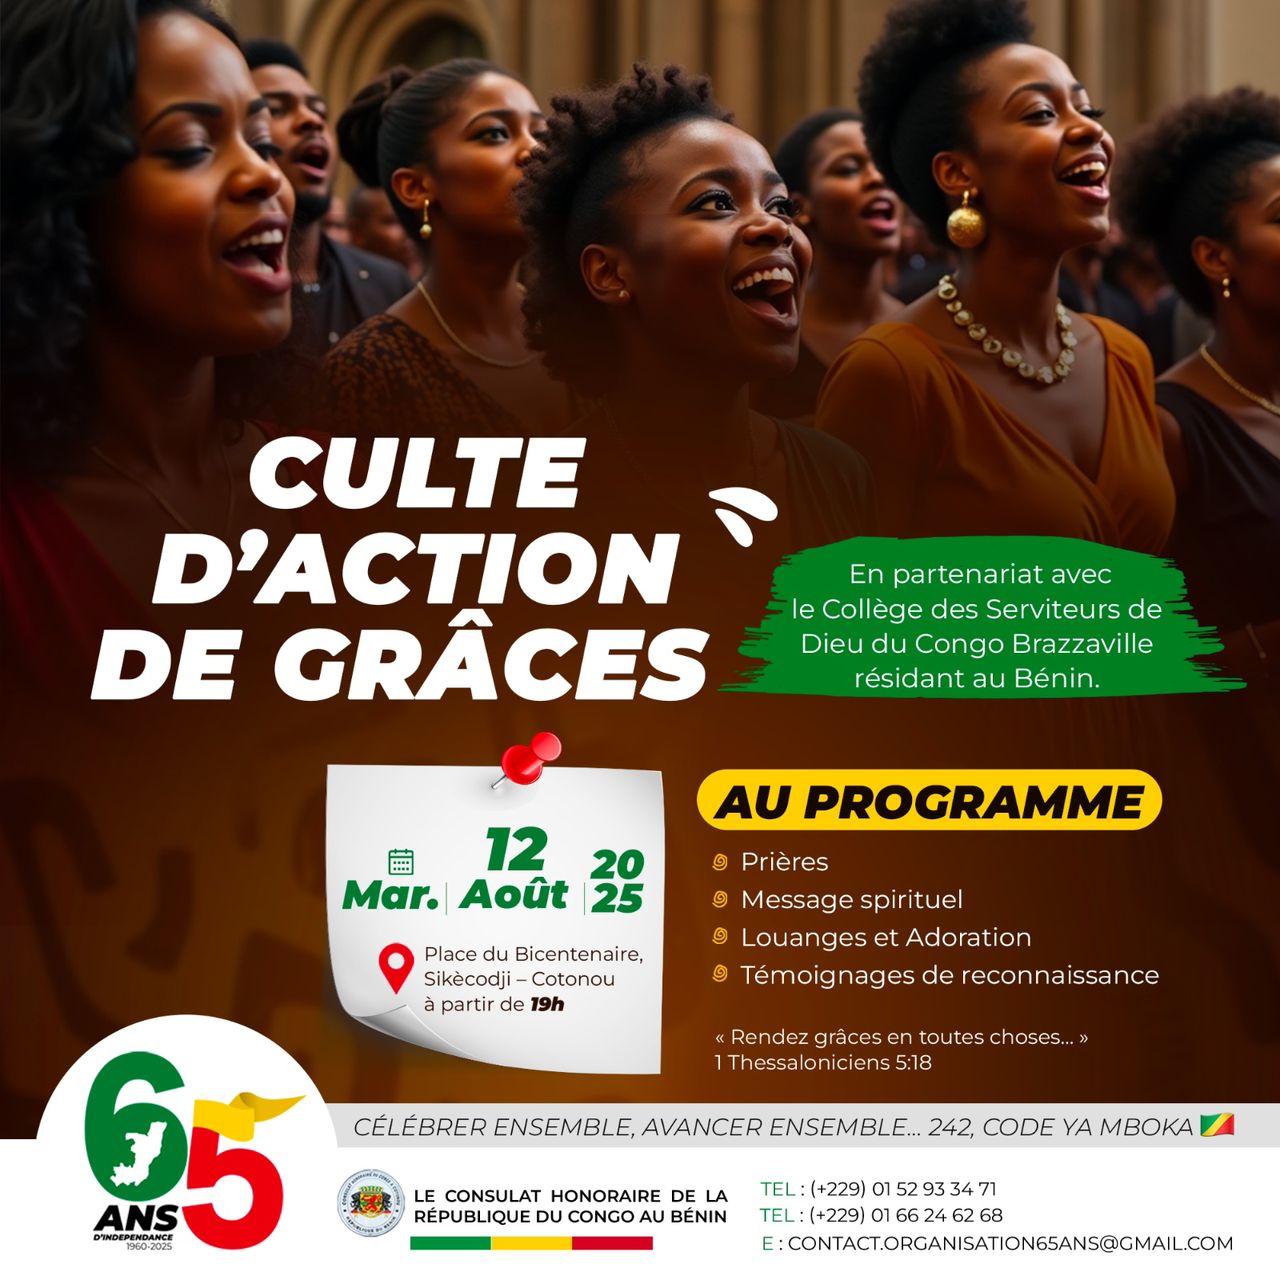 CULTE
D'ACTION
DE GRÂCES
En partenariat avec
le Collège des Serviteurs de
Dieu du Congo Brazzaville
résidant au Bénin.
Mar. 12 Août 2025
Place du Bicentenaire,
Sikècodji – Cotonou
à partir de 19h
AU PROGRAMME
Prières
Message spirituel
Louanges et Adoration
Témoignages de reconnaissance
« Rendez grâces en toutes choses... »
1 Thessaloniciens 5:18
CÉLÉBRER ENSEMBLE, AVANCER ENSEMBLE... 242, CODE YA MBOKA
65
ANS
D'INDEPENDANCE
1960-2025
LE CONSULAT HONORAIRE DE LA
RÉPUBLIQUE DU CONGO AU BÉNIN
TEL : (+229) 01 52 93 34 71
TEL : (+229) 01 66 24 62 68
E : CONTACT.ORGANISATION65ANS@GMAIL.COM